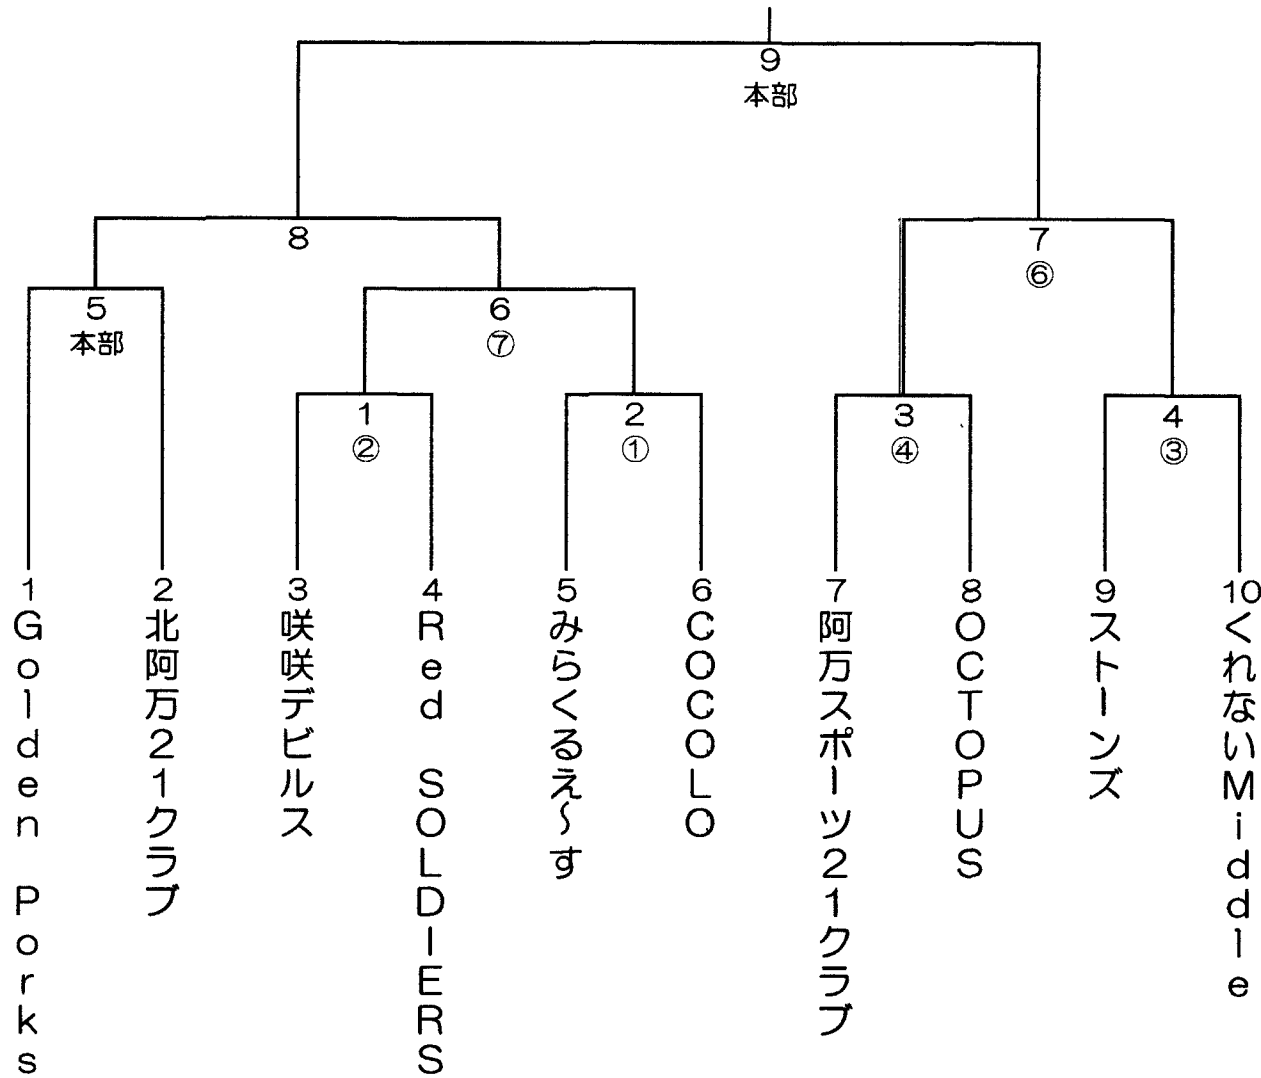 9
本部
8
7
⑥
5
本部
6
⑦
1
②
2
①
3
④
4
③
1 Golden Porks
2 北阿万21クラブ
3 咲咲デビルス
4 Red SOLDIERS
5 みらくるえ～す
6 COCOLO
7 阿万スポーツ21クラブ
8 OCTOPUS
9 ストーンズ
10 くれないMiddle